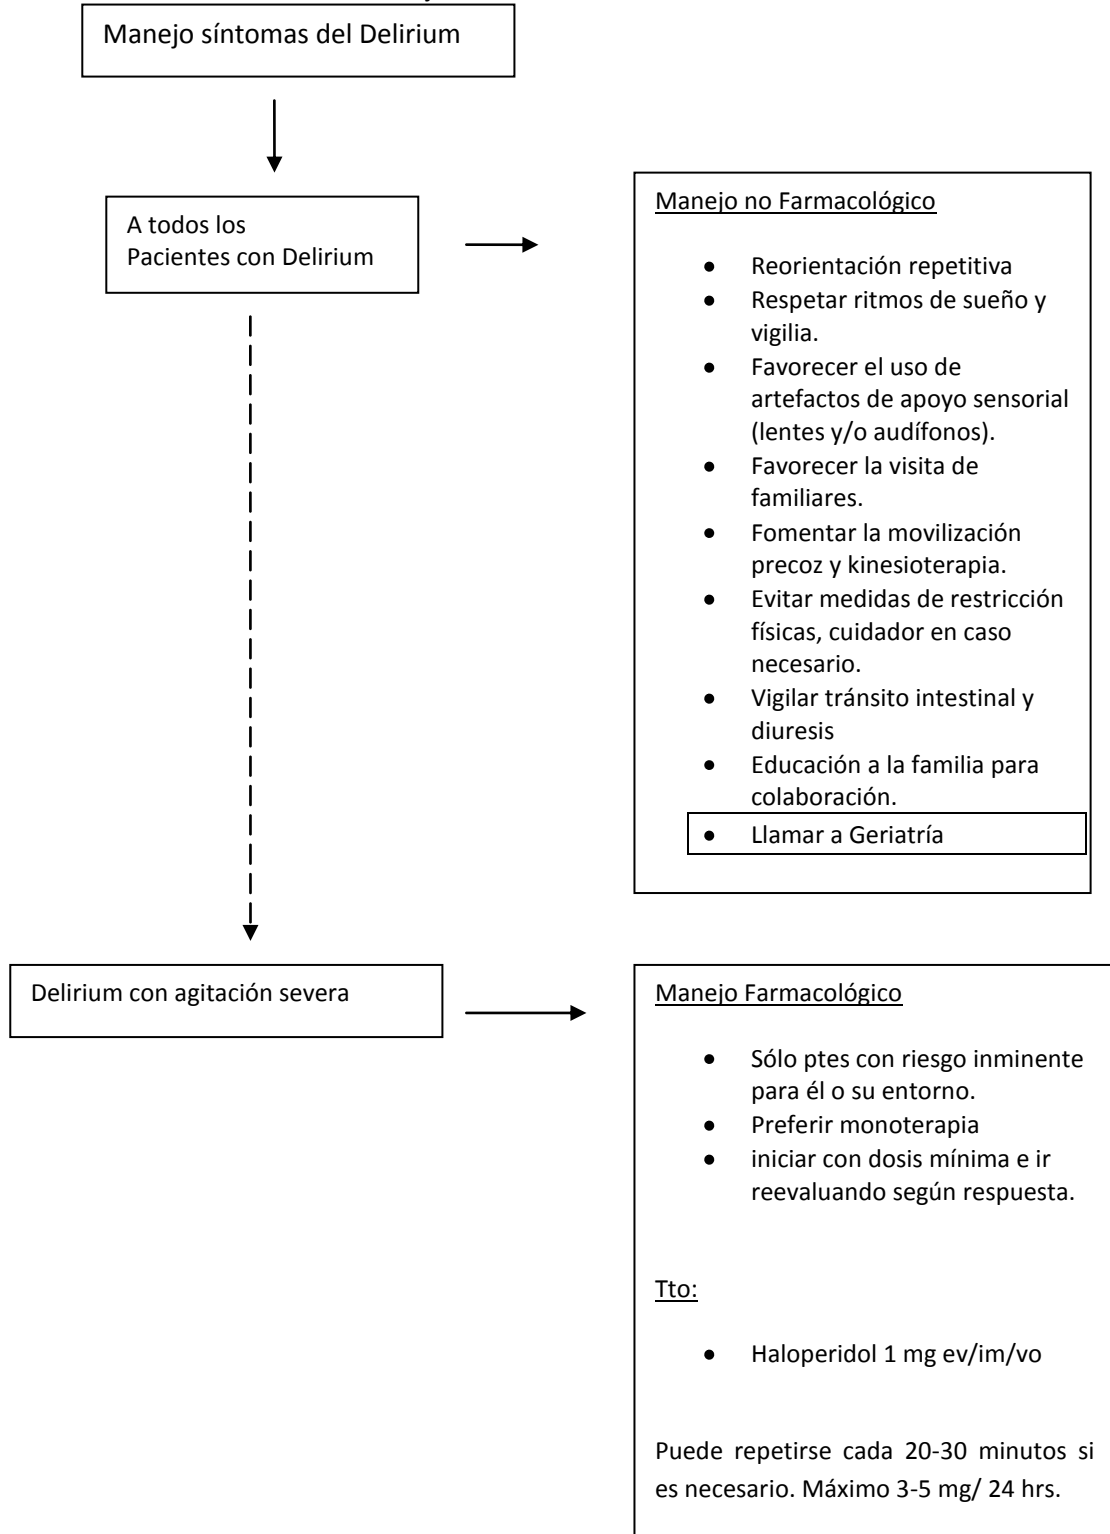 Manejo síntomas del Delirium
A todos los
Pacientes con Delirium
Manejo no Farmacológico
● Reorientación repetitiva
● Respetar ritmos de sueño y
vigilia.
● Favorecer el uso de
artefactos de apoyo sensorial
(lentes y/o audífonos).
● Favorecer la visita de
familiares.
● Fomentar la movilización
precoz y kinesioterapia.
● Evitar medidas de restricción
físicas, cuidador en caso
necesario.
● Vigilar tránsito intestinal y
diuresis
● Educación a la familia para
colaboración.
● Llamar a Geriatría
Delirium con agitación severa
Manejo Farmacológico
● Sólo ptes con riesgo inminente
para él o su entorno.
● Preferir monoterapia
● iniciar con dosis mínima e ir
reevaluando según respuesta.
Tto:
● Haloperidol 1 mg ev/im/vo
Puede repetirse cada 20-30 minutos si
es necesario. Máximo 3-5 mg/ 24 hrs.